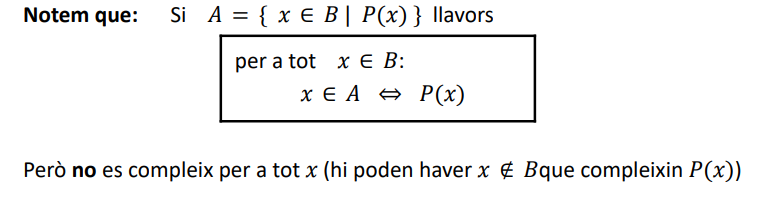 Notem que: Si A = { x ∈ B | P(x) } llavors
per a tot x ∈ B:
x ∈ A ⇔ P(x)
Però no es compleix per a tot x (hi poden haver x ∉ Bque compleixin P(x))